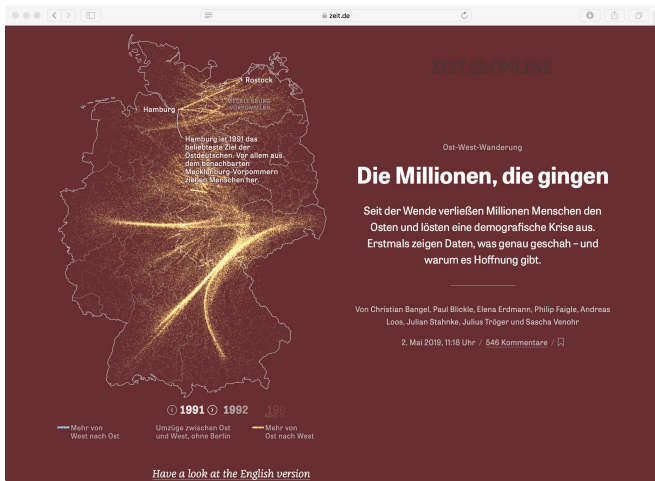 zeit.de
Rostock
MECKLENBURG-
VORPOMMERN
Hamburg
Hamburg ist 1991 das
beliebteste Ziel der
Ostdeutschen. Vor allem aus
dem benachbarten
Mecklenburg-Vorpommern
ziehen Menschen her.
ZEIT ONLINE
Ost-West-Wanderung
Die Millionen, die gingen
Seit der Wende verließen Millionen Menschen den
Osten und lösten eine demografische Krise aus.
Erstmals zeigen Daten, was genau geschah – und
warum es Hoffnung gibt.
Von Christian Bangel, Paul Blickle, Elena Erdmann, Philip Faigle, Andreas
Loos, Julian Stahnke, Julius Tröger und Sascha Venohr
2. Mai 2019, 11:18 Uhr / 546 Kommentare /
1991 1992
Mehr von
West nach Ost
Umzüge zwischen Ost
und West, ohne Berlin
Mehr von
Ost nach West
Have a look at the English version